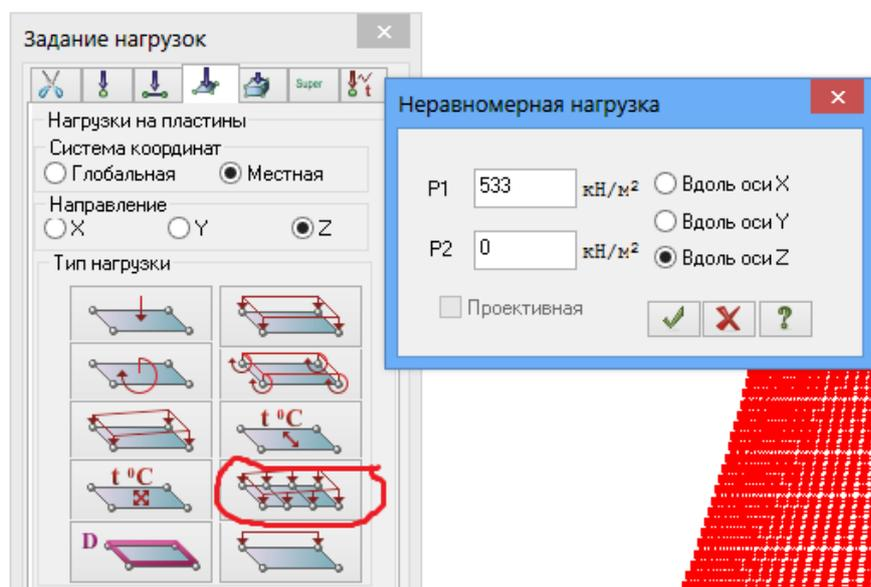 Задание нагрузок
Super
t
Нагрузки на пластины
Система координат
Глобальная
Местная
Направление
X
Y
Z
Тип нагрузки
t °C
t °C
D
Неравномерная нагрузка
P1
533
кН/м²
Вдоль оси X
Вдоль оси Y
P2
0
кН/м²
Вдоль оси Z
Проективная
?